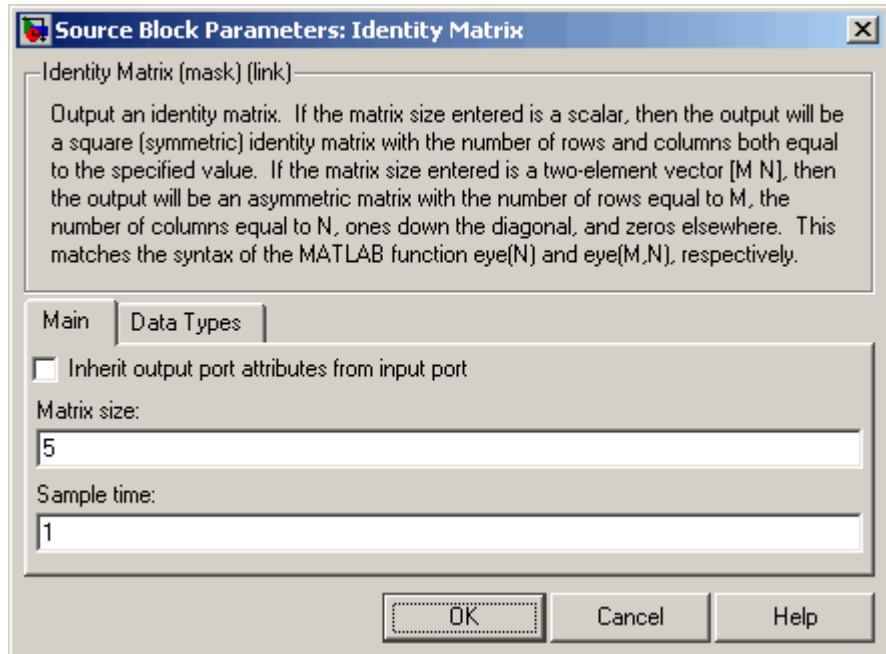 Source Block Parameters: Identity Matrix
Identity Matrix (mask) (link)
Output an identity matrix.  If the matrix size entered is a scalar, then the output will be
a square (symmetric) identity matrix with the number of rows and columns both equal
to the specified value.  If the matrix size entered is a two-element vector [M N], then
the output will be an asymmetric matrix with the number of rows equal to M, the
number of columns equal to N, ones down the diagonal, and zeros elsewhere.  This
matches the syntax of the MATLAB function eye(N) and eye(M,N), respectively.
Main Data Types
Inherit output port attributes from input port
Matrix size:
5
Sample time:
1
OK Cancel Help